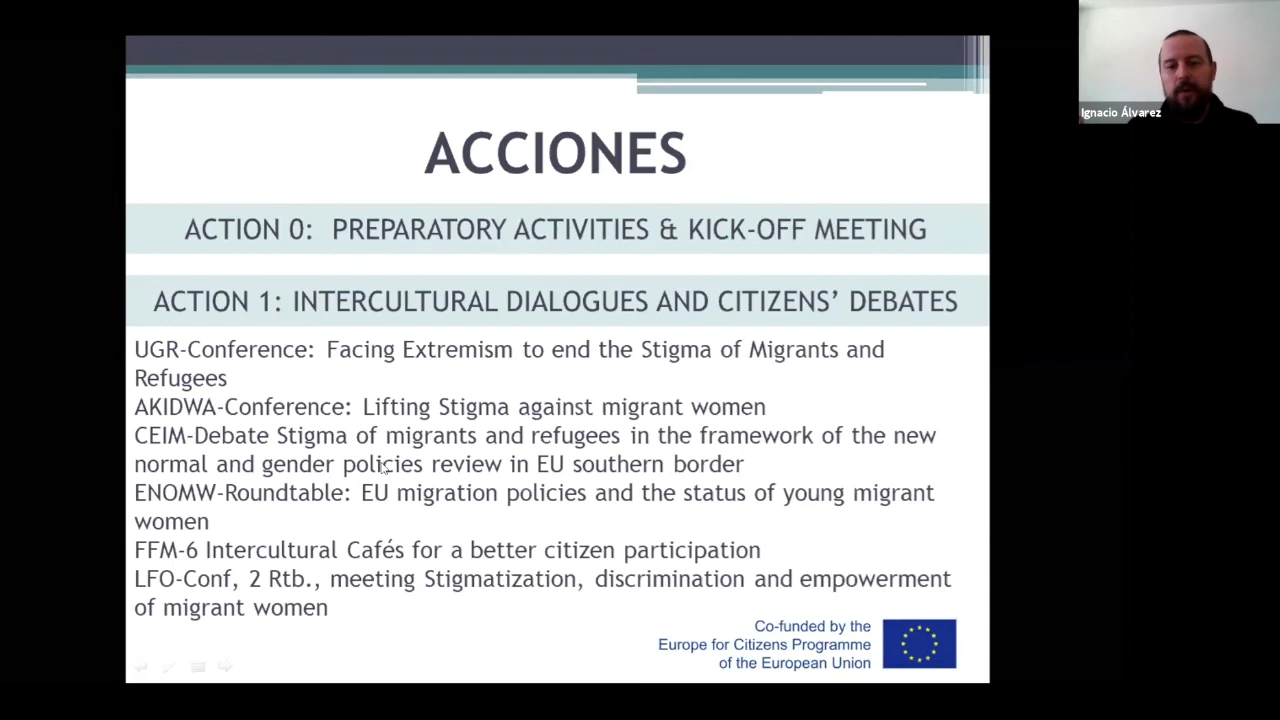 ACCIONES
ACTION 0: PREPARATORY ACTIVITIES & KICK-OFF MEETING
ACTION 1: INTERCULTURAL DIALOGUES AND CITIZENS’ DEBATES
UGR-Conference: Facing Extremism to end the Stigma of Migrants and
Refugees
AKIDWA-Conference: Lifting Stigma against migrant women
CEIM-Debate Stigma of migrants and refugees in the framework of the new
normal and gender policies review in EU southern border
ENOMW-Roundtable: EU migration policies and the status of young migrant
women
FFM-6 Intercultural Cafés for a better citizen participation
LFO-Conf, 2 Rtb., meeting Stigmatization, discrimination and empowerment
of migrant women
Co-funded by the
Europe for Citizens Programme
of the European Union
Ignacio Álvarez